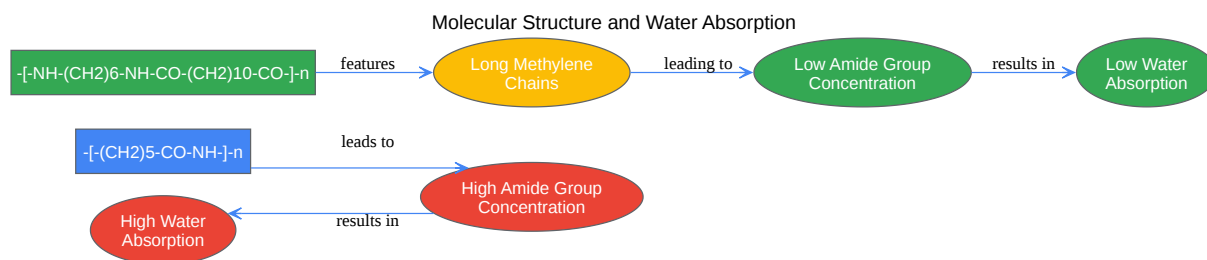 Molecular Structure and Water Absorption
-[-NH-(CH2)6-NH-CO-(CH2)10-CO-]-n
features
Long Methylene
Chains
leading to
Low Amide Group
Concentration
results in
Low Water
Absorption
-[-(CH2)5-CO-NH-]-n
leads to
High Amide Group
Concentration
results in
High Water
Absorption